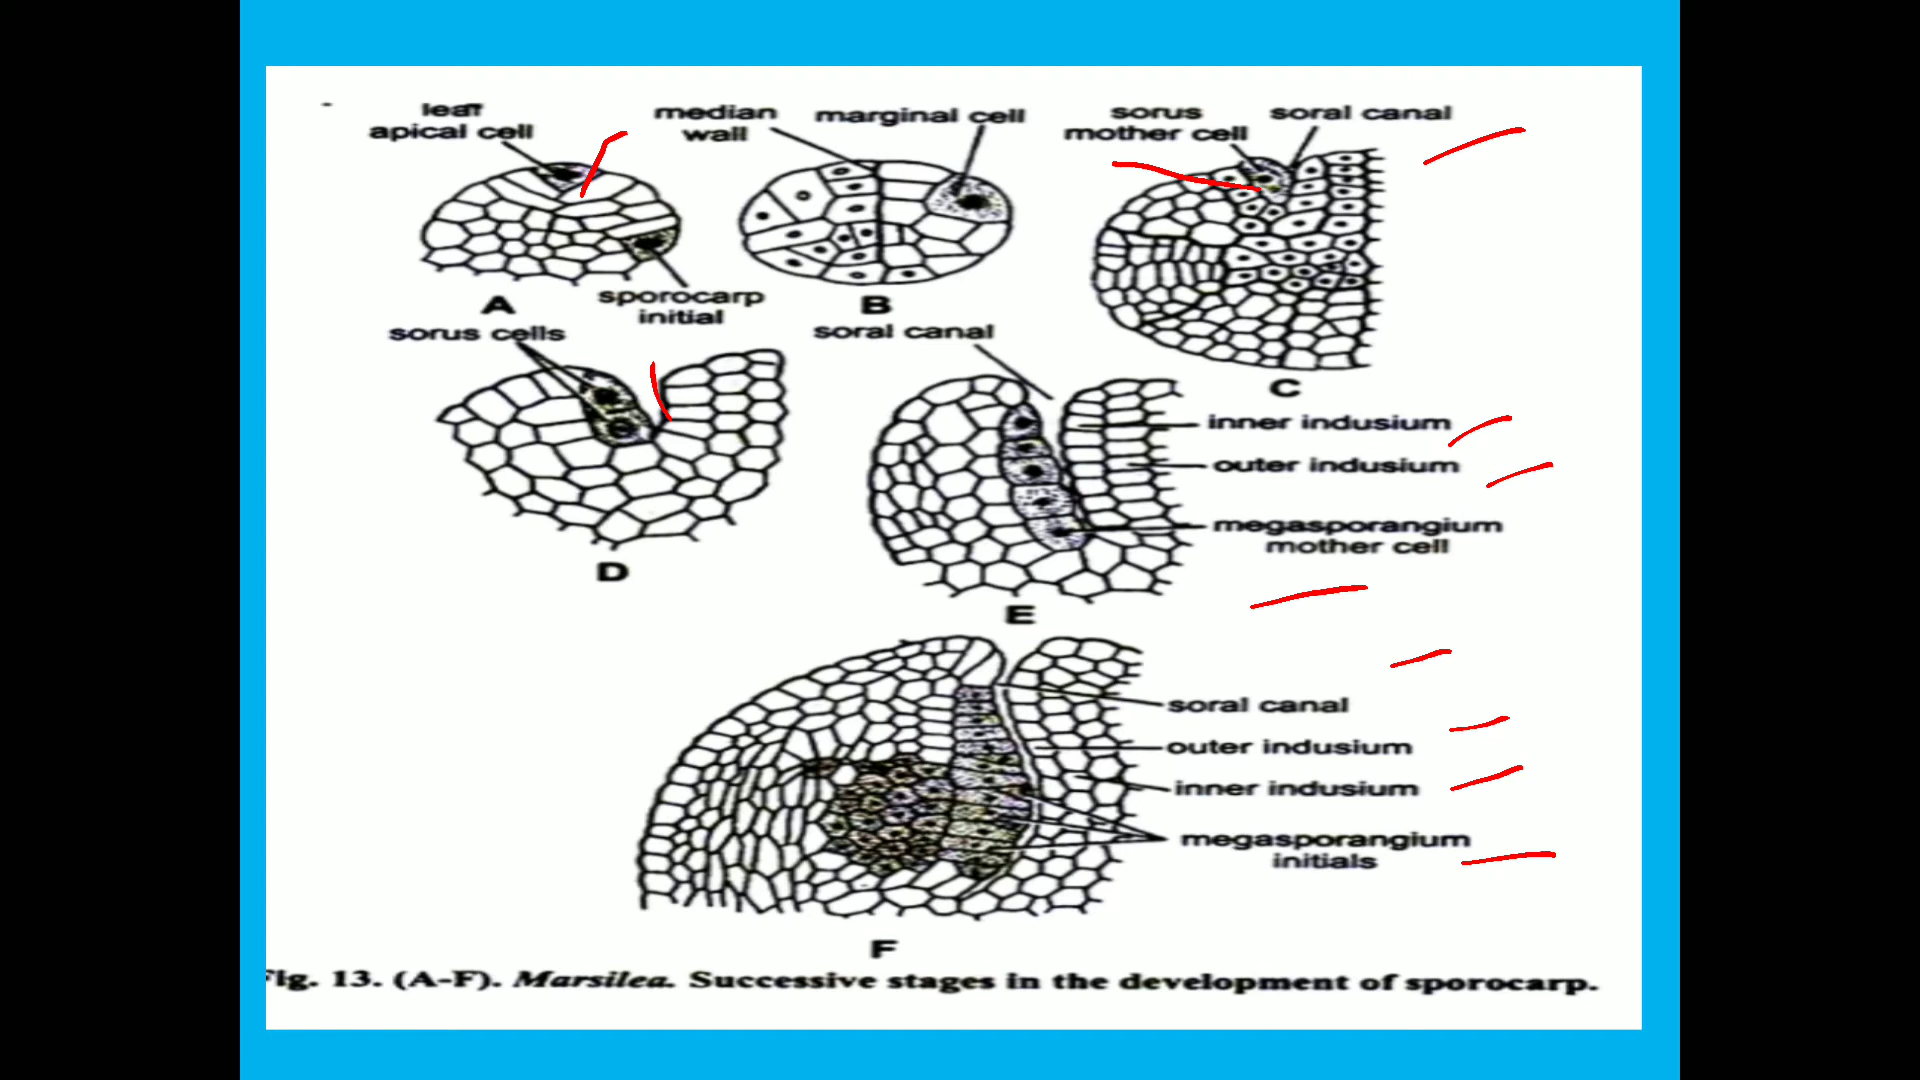 leaf
apical cell
median
wall
marginal cell
sorus
mother cell
soral canal
A
sporocarp
initial
B
C
sorus cells
soral canal
D
inner indusium
outer indusium
megasporangium
mother cell
E
soral canal
outer indusium
inner indusium
megasporangium
initials
F
Fig. 13. (A-F). Marsilea. Successive stages in the development of sporocarp.